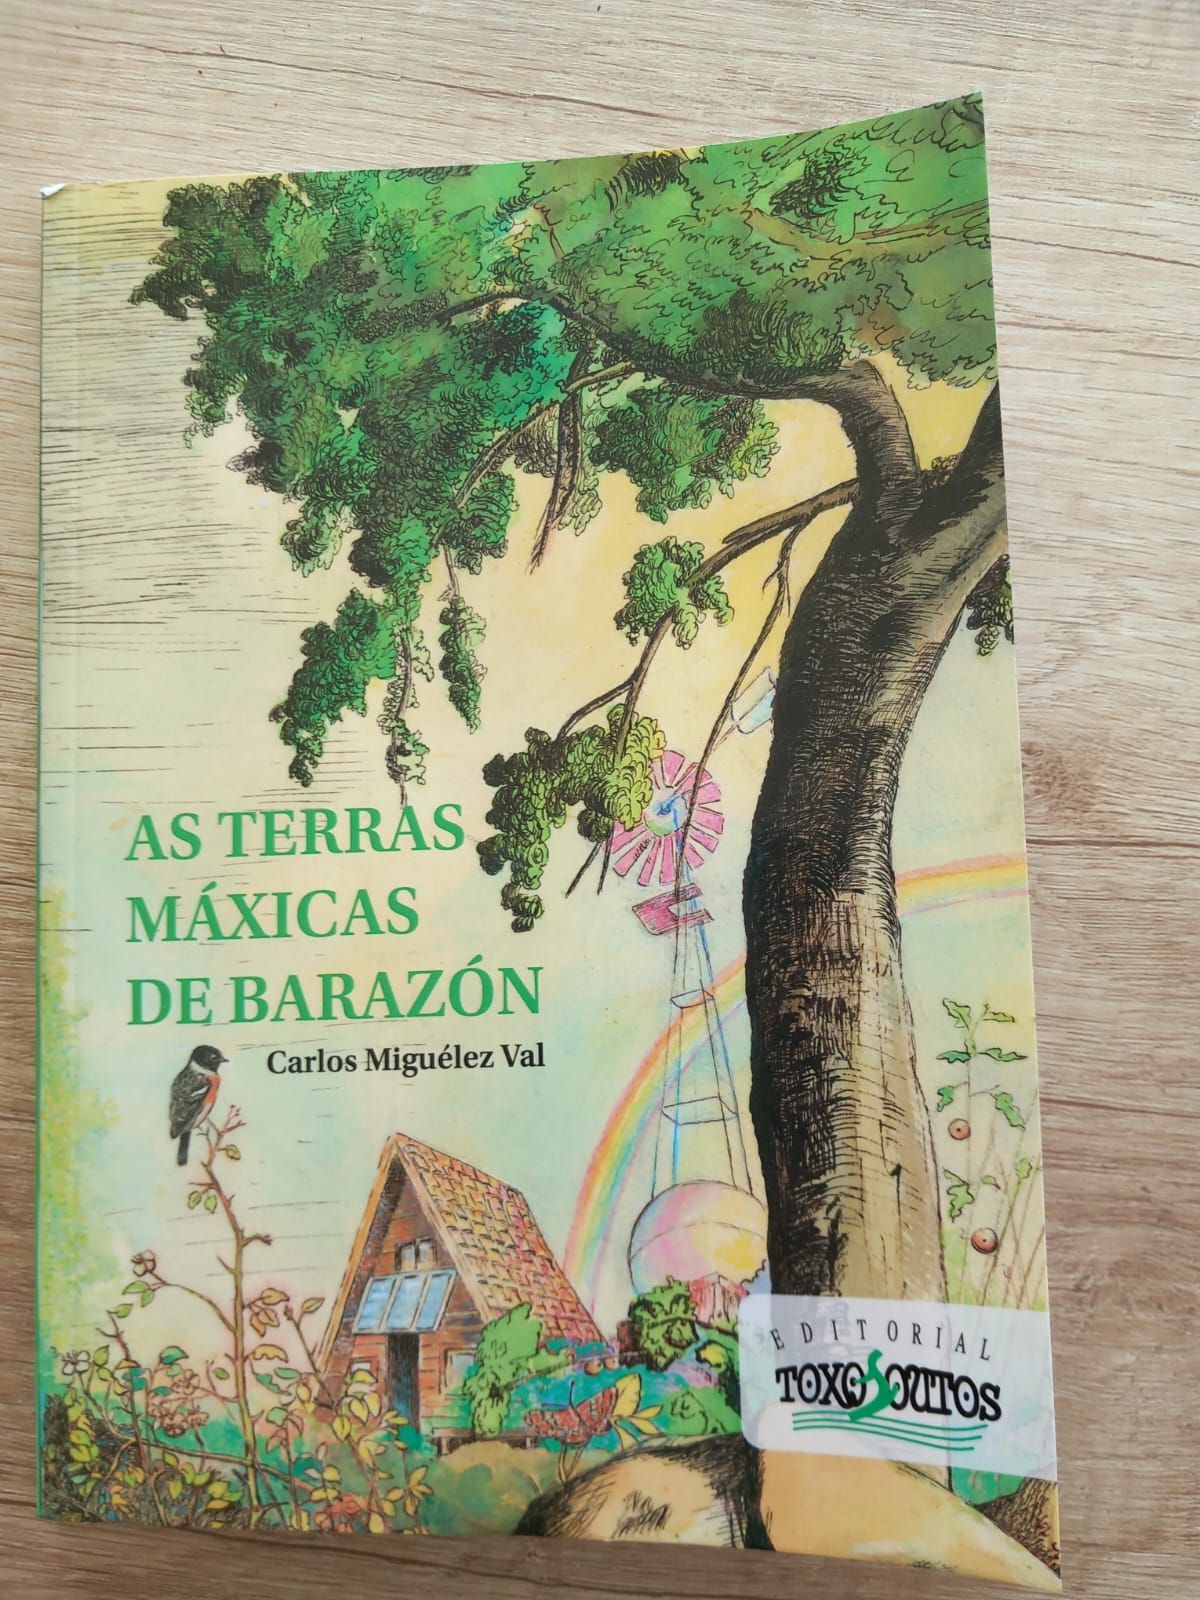 AS TERRAS
MÁXICAS
DE BARAZÓN
Carlos Miguélez Val
EDITORIAL
TOXOSOUTOS